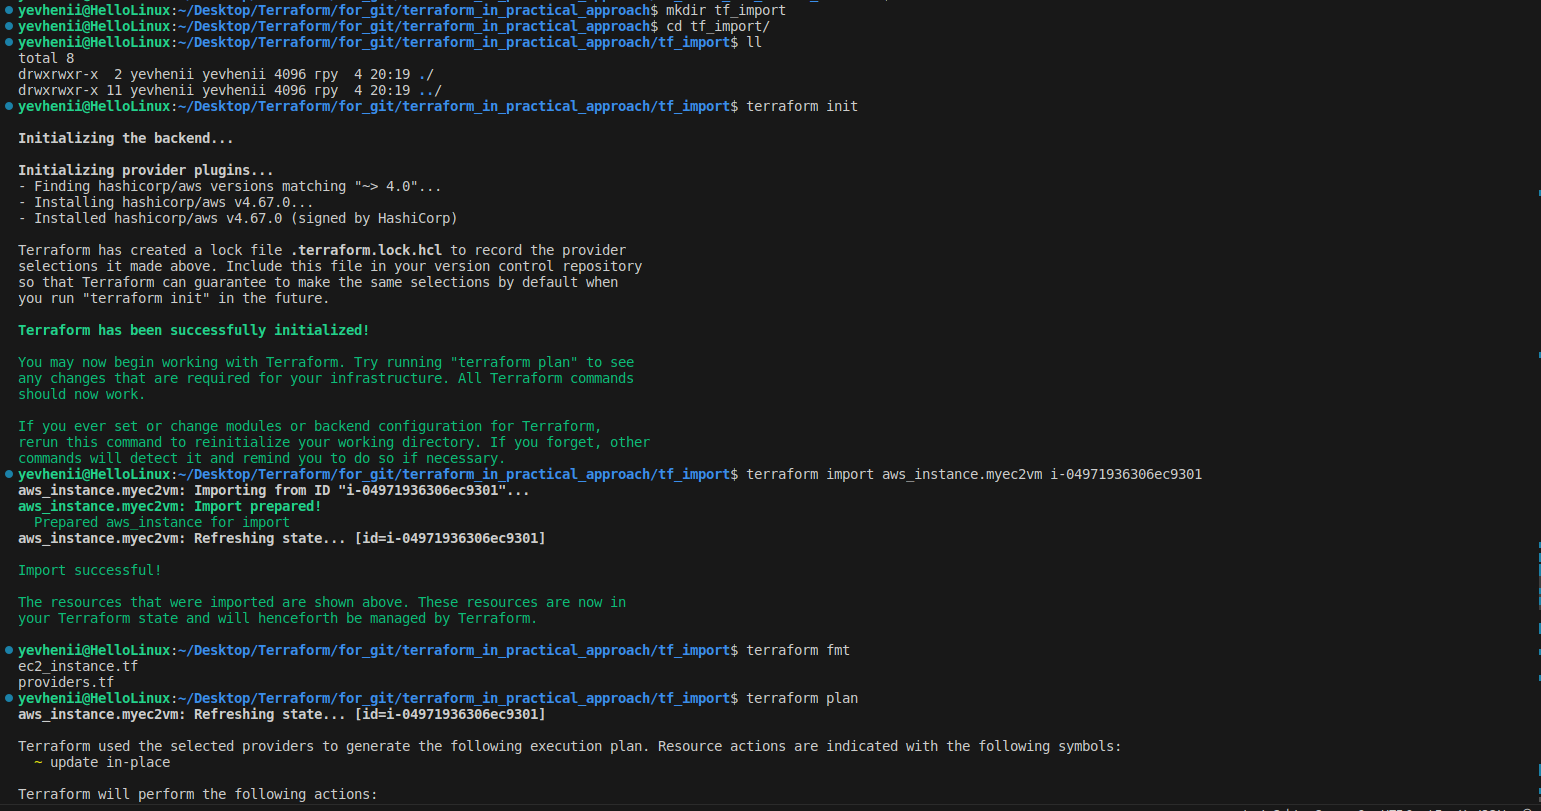 yevhenii@HelloLinux:~/Desktop/Terraform/for_git/terraform_in_practical_approach$ mkdir tf_import
yevhenii@HelloLinux:~/Desktop/Terraform/for_git/terraform_in_practical_approach$ cd tf_import/
yevhenii@HelloLinux:~/Desktop/Terraform/for_git/terraform_in_practical_approach/tf_import$ ll
total 8
drwxrwxr-x  2 yevhenii yevhenii 4096 гру  4 20:19 ./
drwxrwxr-x 11 yevhenii yevhenii 4096 гру  4 20:19 ../
yevhenii@HelloLinux:~/Desktop/Terraform/for_git/terraform_in_practical_approach/tf_import$ terraform init
Initializing the backend...
Initializing provider plugins...
- Finding hashicorp/aws versions matching "~> 4.0"...
- Installing hashicorp/aws v4.67.0...
- Installed hashicorp/aws v4.67.0 (signed by HashiCorp)
Terraform has created a lock file .terraform.lock.hcl to record the provider
selections it made above. Include this file in your version control repository
so that Terraform can guarantee to make the same selections by default when
you run "terraform init" in the future.
Terraform has been successfully initialized!
You may now begin working with Terraform. Try running "terraform plan" to see
any changes that are required for your infrastructure. All Terraform commands
should now work.
If you ever set or change modules or backend configuration for Terraform,
rerun this command to reinitialize your working directory. If you forget, other
commands will detect it and remind you to do so if necessary.
yevhenii@HelloLinux:~/Desktop/Terraform/for_git/terraform_in_practical_approach/tf_import$ terraform import aws_instance.myec2vm i-04971936306ec9301
aws_instance.myec2vm: Importing from ID "i-04971936306ec9301"...
aws_instance.myec2vm: Import prepared!
  Prepared aws_instance for import
aws_instance.myec2vm: Refreshing state... [id=i-04971936306ec9301]
Import successful!
The resources that were imported are shown above. These resources are now in
your Terraform state and will henceforth be managed by Terraform.
yevhenii@HelloLinux:~/Desktop/Terraform/for_git/terraform_in_practical_approach/tf_import$ terraform fmt
ec2_instance.tf
providers.tf
yevhenii@HelloLinux:~/Desktop/Terraform/for_git/terraform_in_practical_approach/tf_import$ terraform plan
aws_instance.myec2vm: Refreshing state... [id=i-04971936306ec9301]
Terraform used the selected providers to generate the following execution plan. Resource actions are indicated with the following symbols:
  ~ update in-place
Terraform will perform the following actions: